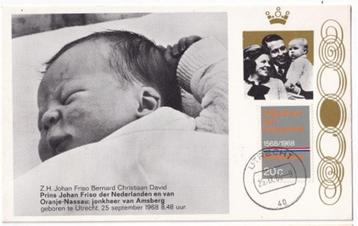 Z.H. Johan Friso Bernard Christiaan David
Prins Johan Friso der Nederlanden en van
Oranje-Nassau, jonkheer van Amsberg
geboren te Utrecht, 25 september 1968 8.48 uur.
1568/1968
20c
UTRECHT